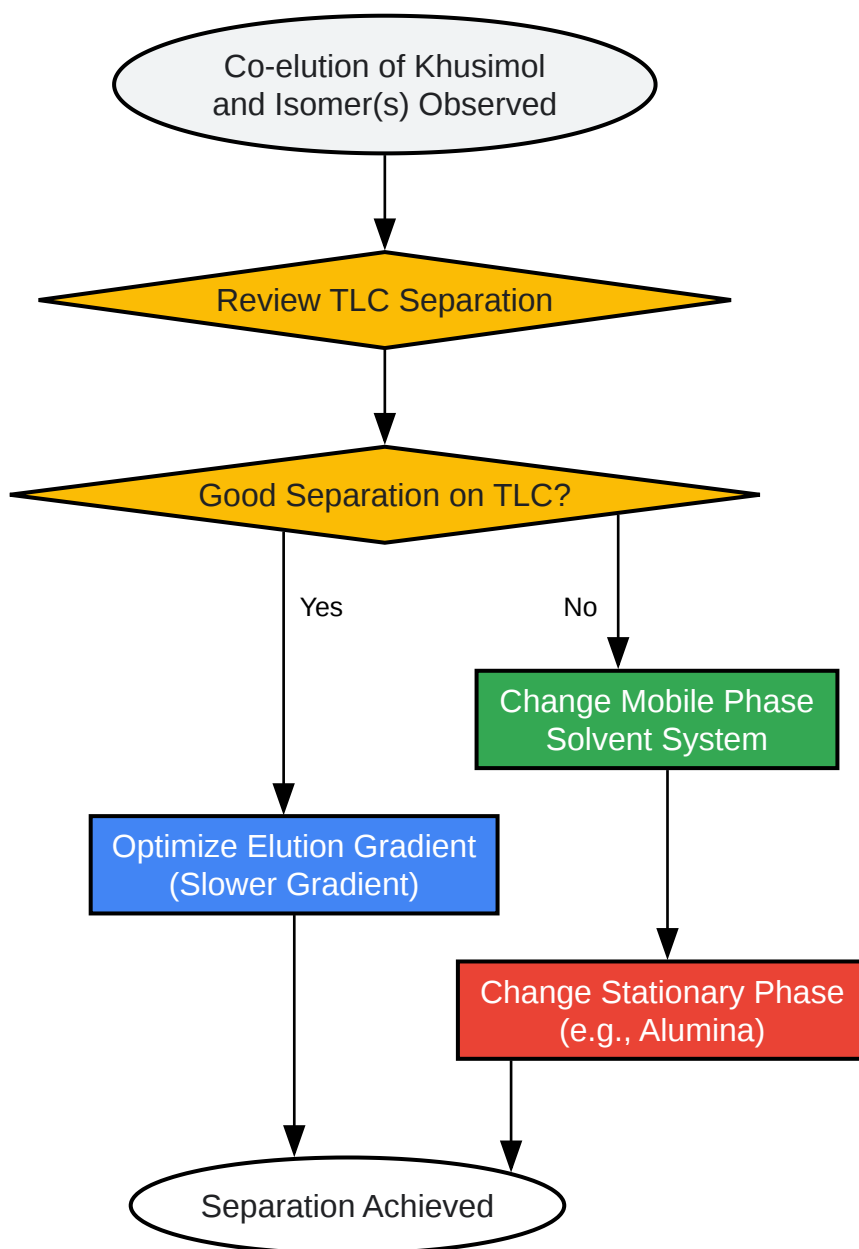 Co-elution of Khusimol
and Isomer(s) Observed
Review TLC Separation
Good Separation on TLC?
Yes
No
Change Mobile Phase
Solvent System
Optimize Elution Gradient
(Slower Gradient)
Change Stationary Phase
(e.g., Alumina)
Separation Achieved